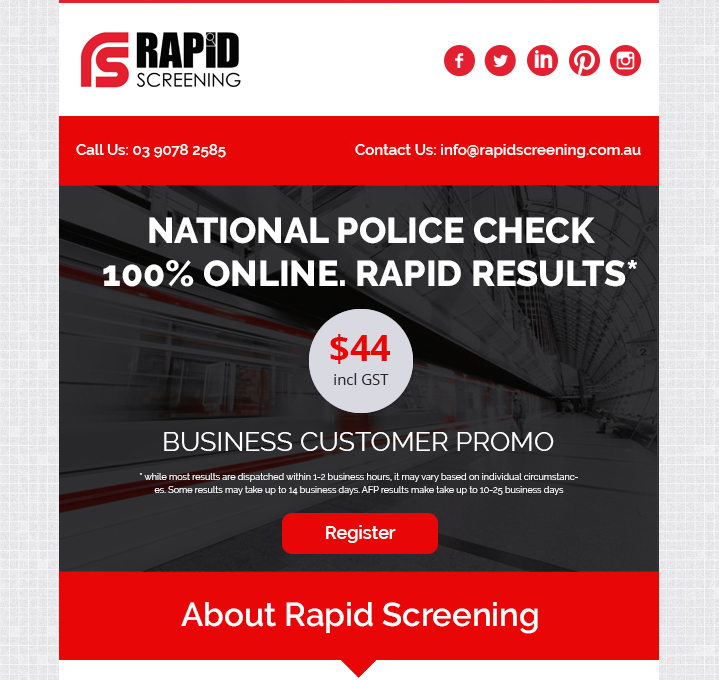 RAPID
SCREENING
Call Us: 03 9078 2585
Contact Us: info@rapidscreening.com.au
NATIONAL POLICE CHECK
100% ONLINE. RAPID RESULTS*
$44
incl GST
BUSINESS CUSTOMER PROMO
* while most results are dispatched within 1-2 business hours, it may vary based on individual circumstanc-
es. Some results may take up to 14 business days. AFP results make take up to 10-25 business days
Register
About Rapid Screening